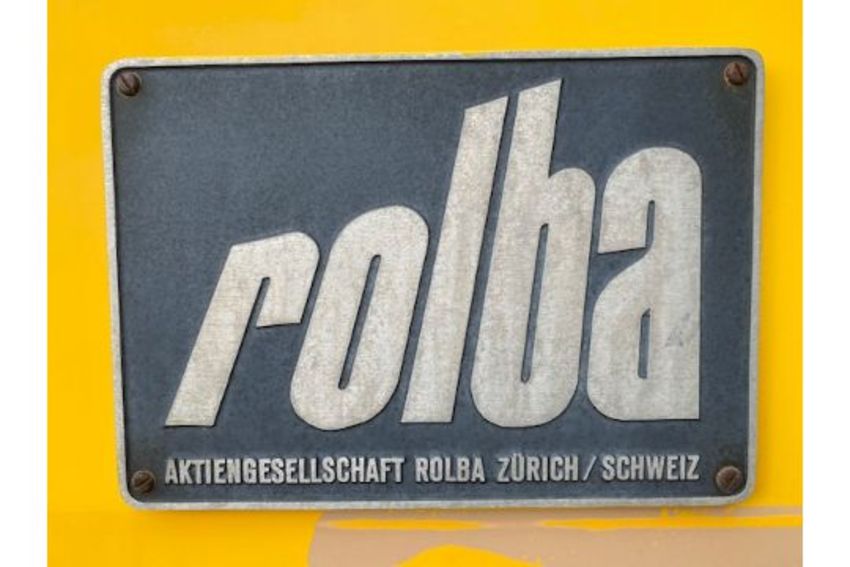 rolba
AKTIENGESELLSCHAFT ROLBA ZÜRICH/SCHWEIZ